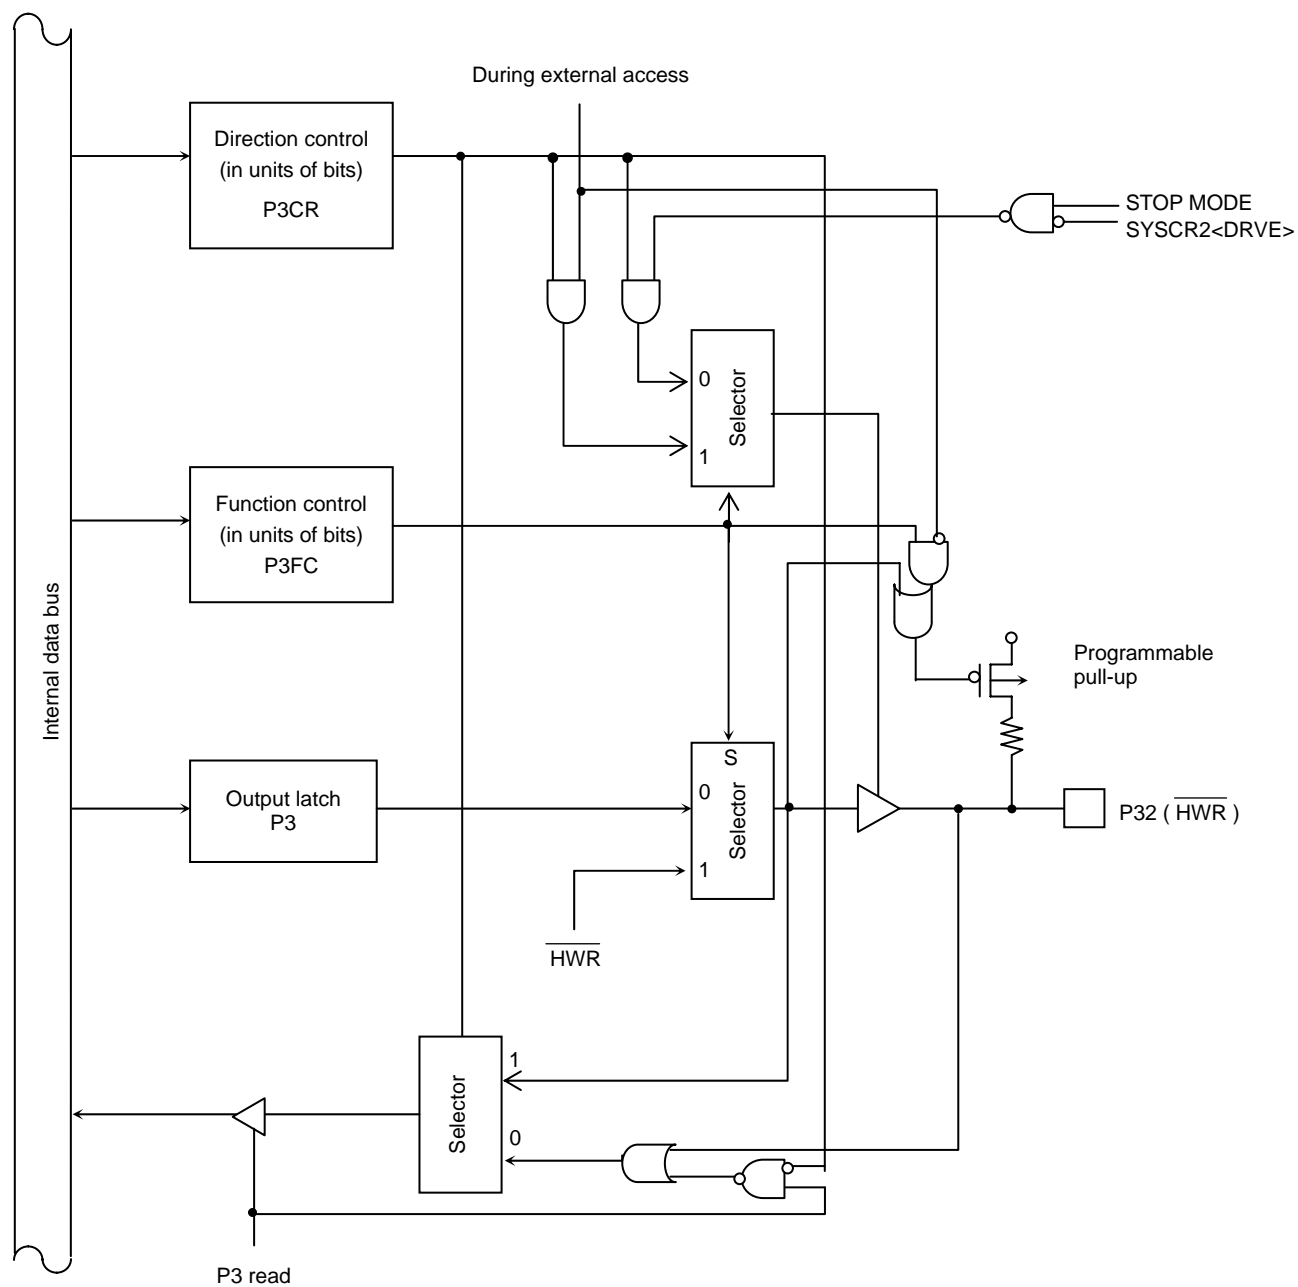 During external access
Direction control
(in units of bits)
P3CR
STOP MODE
SYSCR2<DRVE>
0
Selector
1
Function control
(in units of bits)
P3FC
Internal data bus
Programmable
pull-up
Output latch
P3
S
0
Selector
1
P32 ( HWR )
HWR
1
Selector
0
P3 read